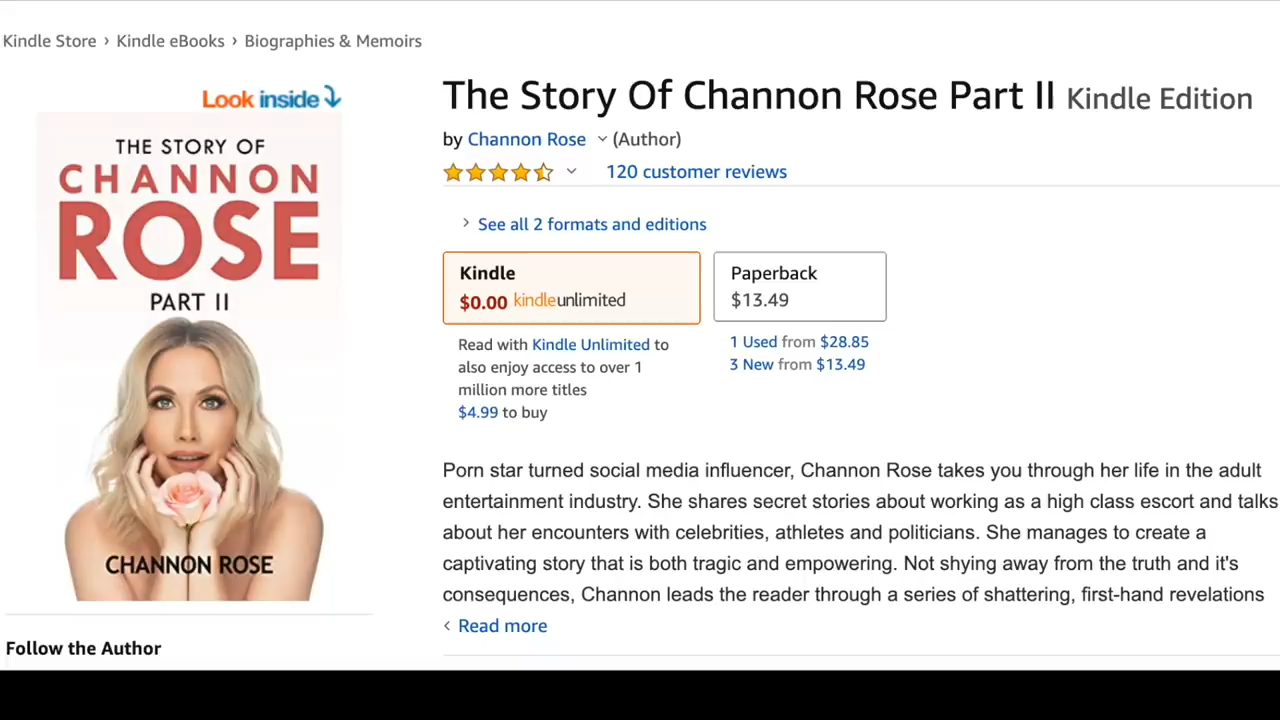 Kindle Store › Kindle eBooks › Biographies & Memoirs
Look inside
THE STORY OF
CHANNON
ROSE
PART II
CHANNON ROSE
Follow the Author
The Story Of Channon Rose Part II Kindle Edition
by Channon Rose (Author)
120 customer reviews
› See all 2 formats and editions
Kindle
$0.00 kindleunlimited
Read with Kindle Unlimited to
also enjoy access to over 1
million more titles
$4.99 to buy
Paperback
$13.49
1 Used from $28.85
3 New from $13.49
Porn star turned social media influencer, Channon Rose takes you through her life in the adult
entertainment industry. She shares secret stories about working as a high class escort and talks
about her encounters with celebrities, athletes and politicians. She manages to create a
captivating story that is both tragic and empowering. Not shying away from the truth and it's
consequences, Channon leads the reader through a series of shattering, first-hand revelations
‹ Read more